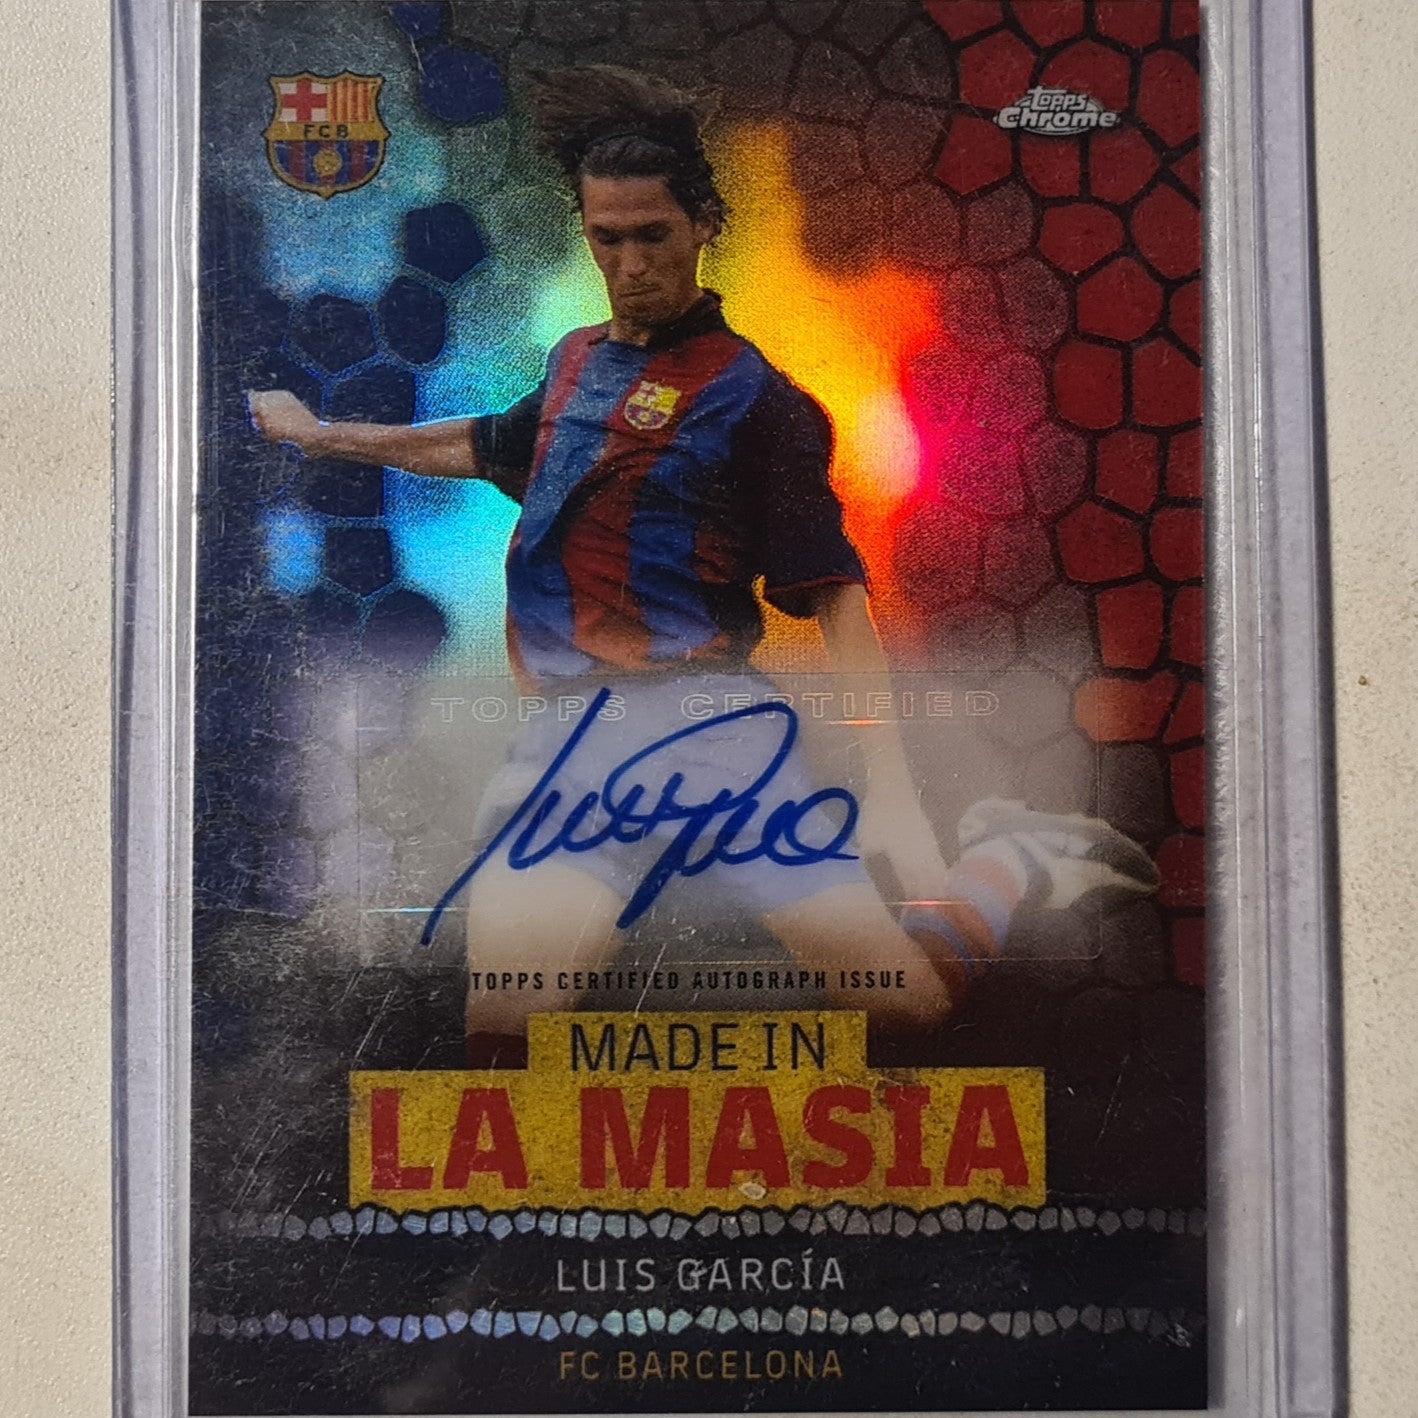 FCB
Topps
Chrome
TOPPS CERTIFIED
TOPPS CERTIFIED AUTOGRAPH ISSUE
MADE IN
LA MASIA
LUIS GARCÍA
FC BARCELONA